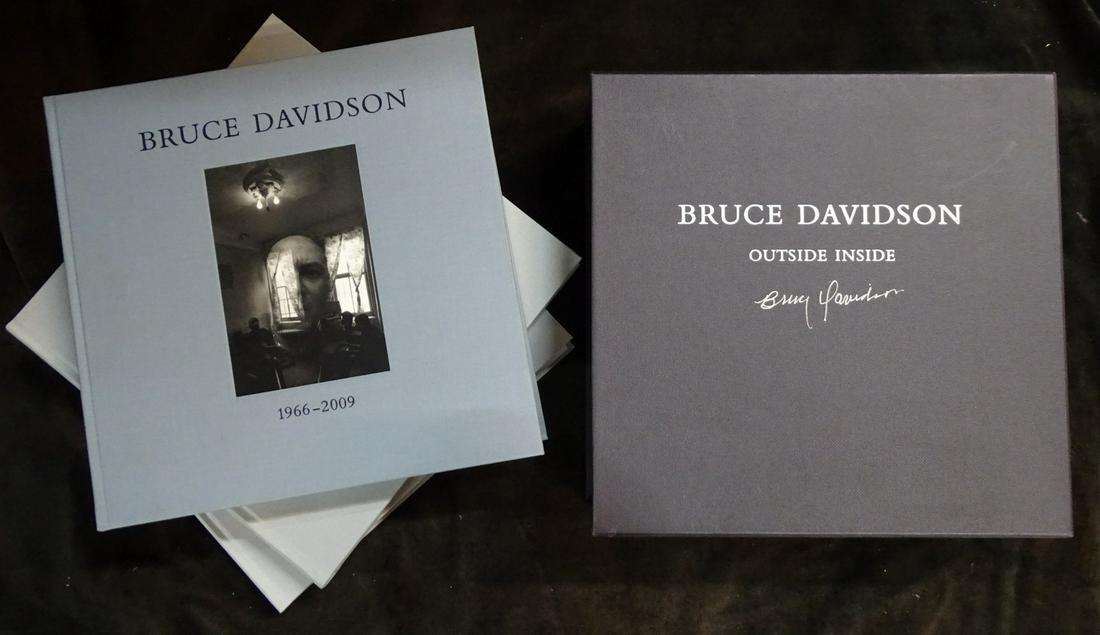 BRUCE DAVIDSON
1966–2009
BRUCE DAVIDSON
OUTSIDE INSIDE
Bruce Davidson